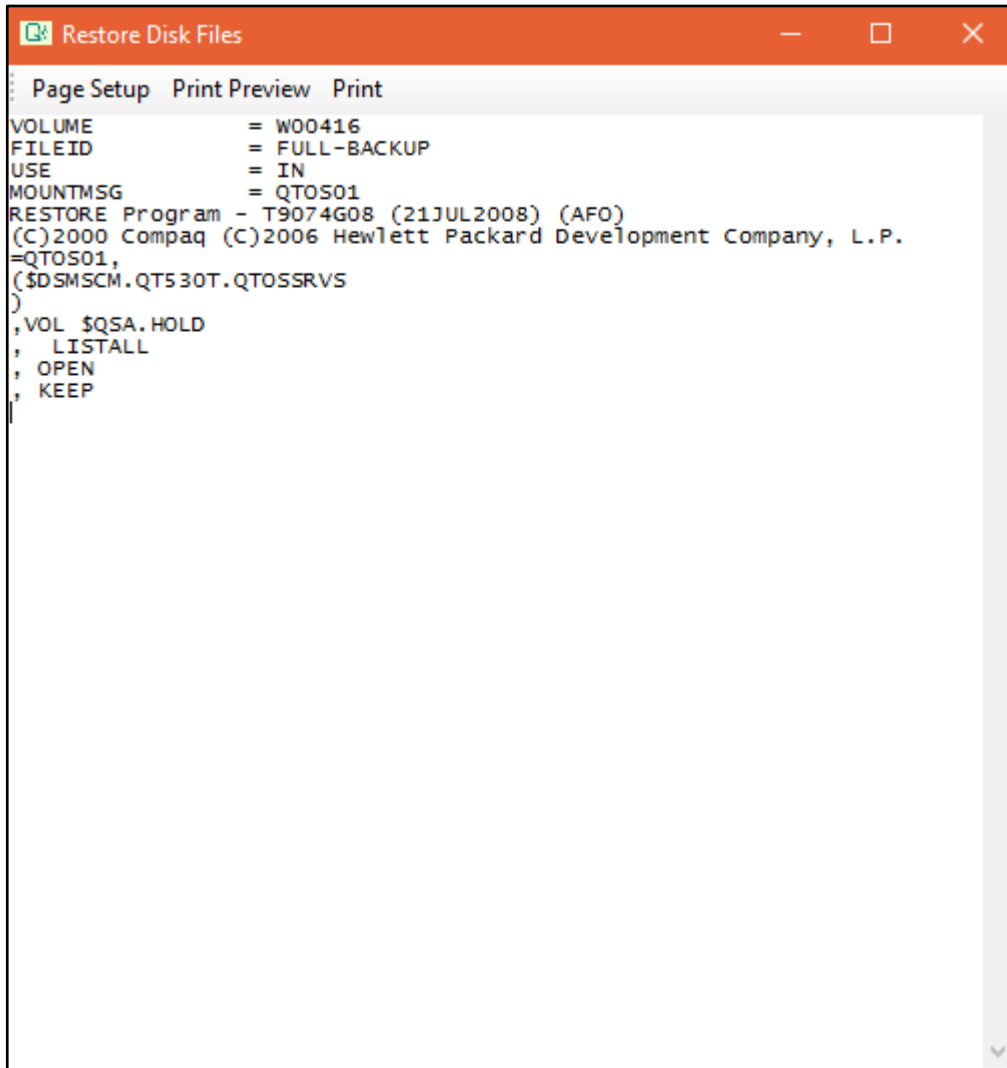 Restore Disk Files
Page Setup Print Preview Print
VOLUME = W00416
FILEID = FULL-BACKUP
USE = IN
MOUNTMSG = QTOS01
RESTORE Program - T9074G08 (21JUL2008) (AFO)
(C)2000 Compaq (C)2006 Hewlett Packard Development Company, L.P.
=QTOS01,
($DSMSCM.QT530T.QTOSSRVS
)
,VOL $QSA.HOLD
,  LISTALL
, OPEN
, KEEP